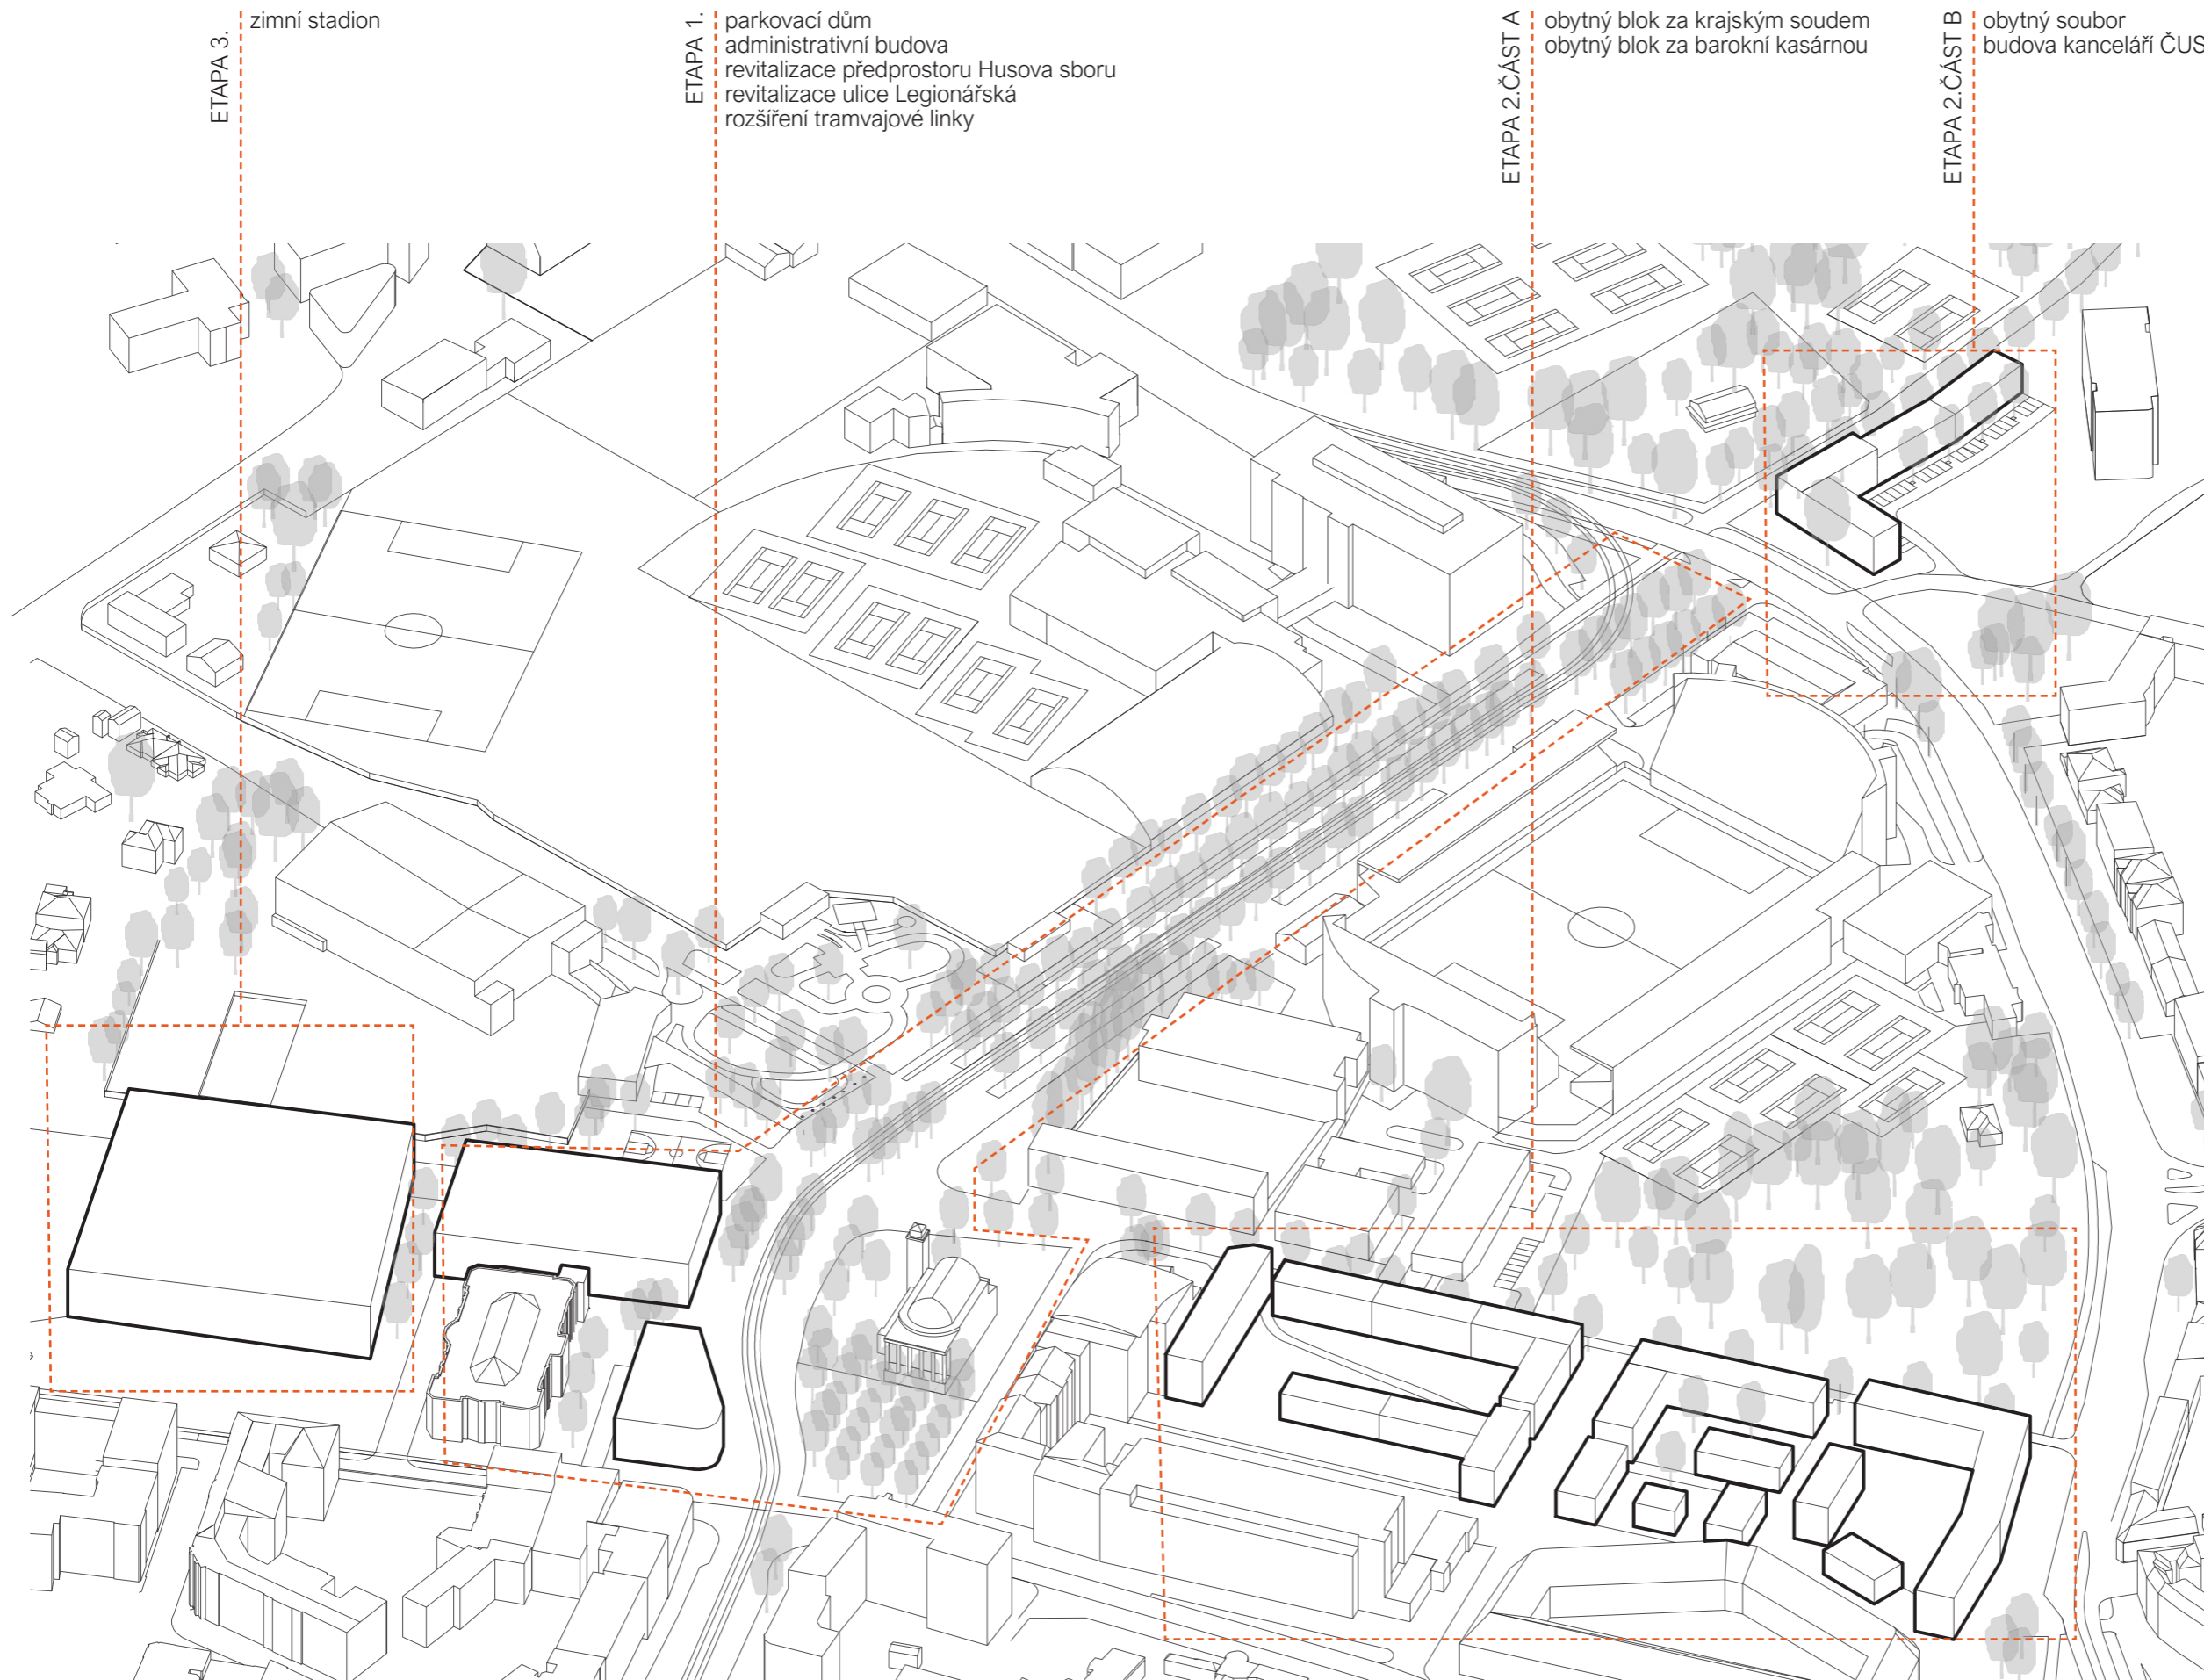 ETAPA 3.
zimní stadion
ETAPA 1.
parkovací dům
administrativní budova
revitalizace předprostoru Husova sboru
revitalizace ulice Legionářská
rozšíření tramvajové linky
ETAPA 2.ČÁST A
obytný blok za krajským soudem
obytný blok za barokní kasárnou
ETAPA 2.ČÁST B
obytný soubor
budova kanceláří ČUS